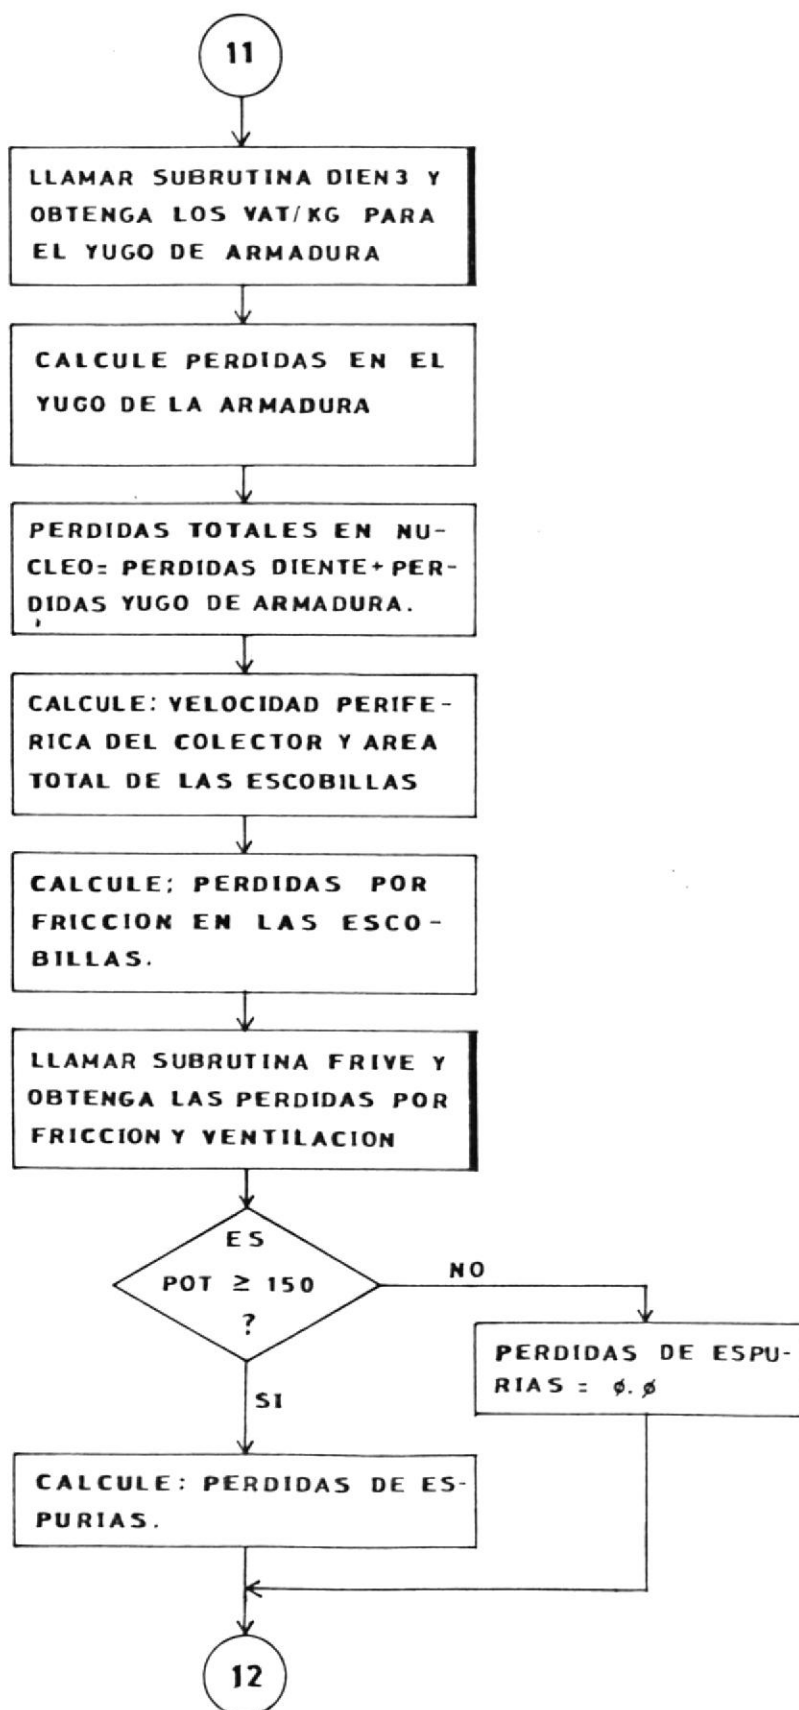 11
LLAMAR SUBRUTINA DIEN3 Y
OBTENGA LOS VAT/KG PARA
EL YUGO DE ARMADURA
CALCULE PERDIDAS EN EL
YUGO DE LA ARMADURA
PERDIDAS TOTALES EN NU-
CLEO= PERDIDAS DIENTE+PER-
DIDAS YUGO DE ARMADURA.
CALCULE: VELOCIDAD PERIFE-
RICA DEL COLECTOR Y AREA
TOTAL DE LAS ESCOBILLAS
CALCULE; PERDIDAS POR
FRICCION EN LAS ESCO-
BILLAS.
LLAMAR SUBRUTINA FRIVE Y
OBTENGA LAS PERDIDAS POR
FRICCION Y VENTILACION
ES
POT ≥ 150
?
NO
PERDIDAS DE ESPU-
RIAS = ø.ø
SI
CALCULE: PERDIDAS DE ES-
PURIAS.
12